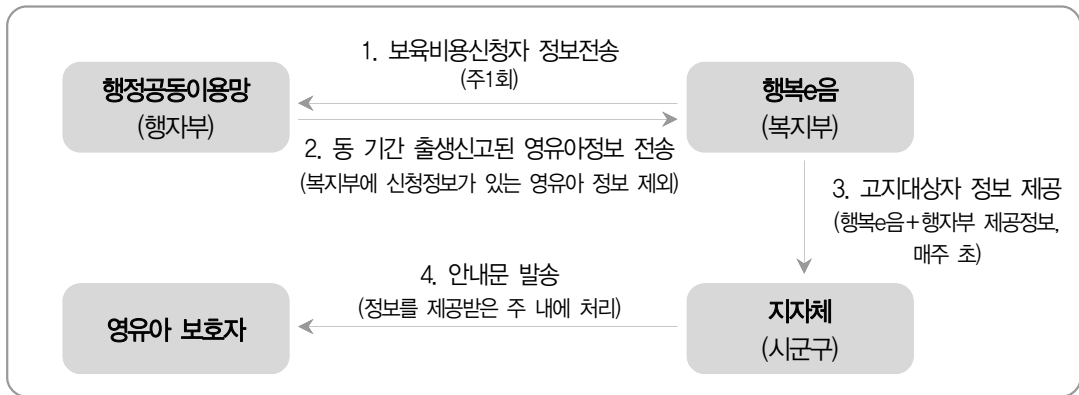 1. 보육비용신청자 정보전송
(주1회)
행정공동이용망
(행자부)
행복e음
(복지부)
2. 동 기간 출생신고된 영유아정보 전송
(복지부에 신청정보가 있는 영유아 정보 제외)
3. 고지대상자 정보 제공
(행복e음+행자부 제공정보,
매주 초)
4. 안내문 발송
(정보를 제공받은 주 내에 처리)
영유아 보호자
지자체
(시군구)